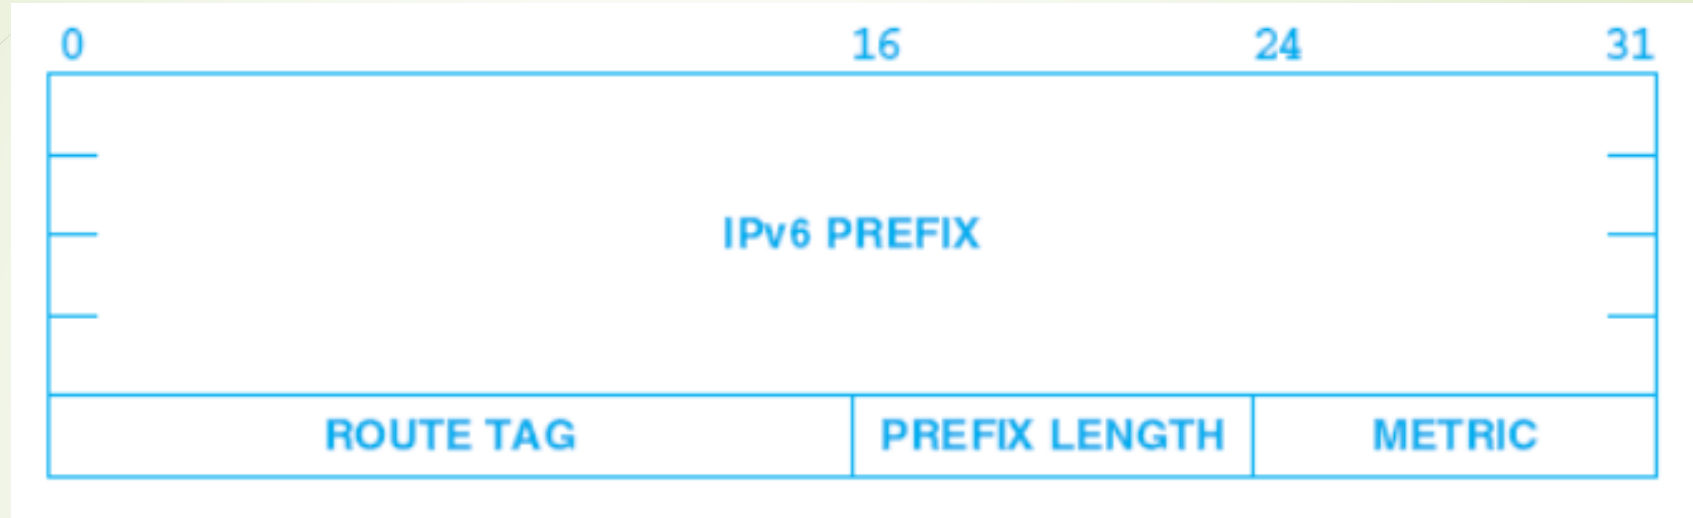 0 16 24 31
IPv6 PREFIX
ROUTE TAG PREFIX LENGTH METRIC